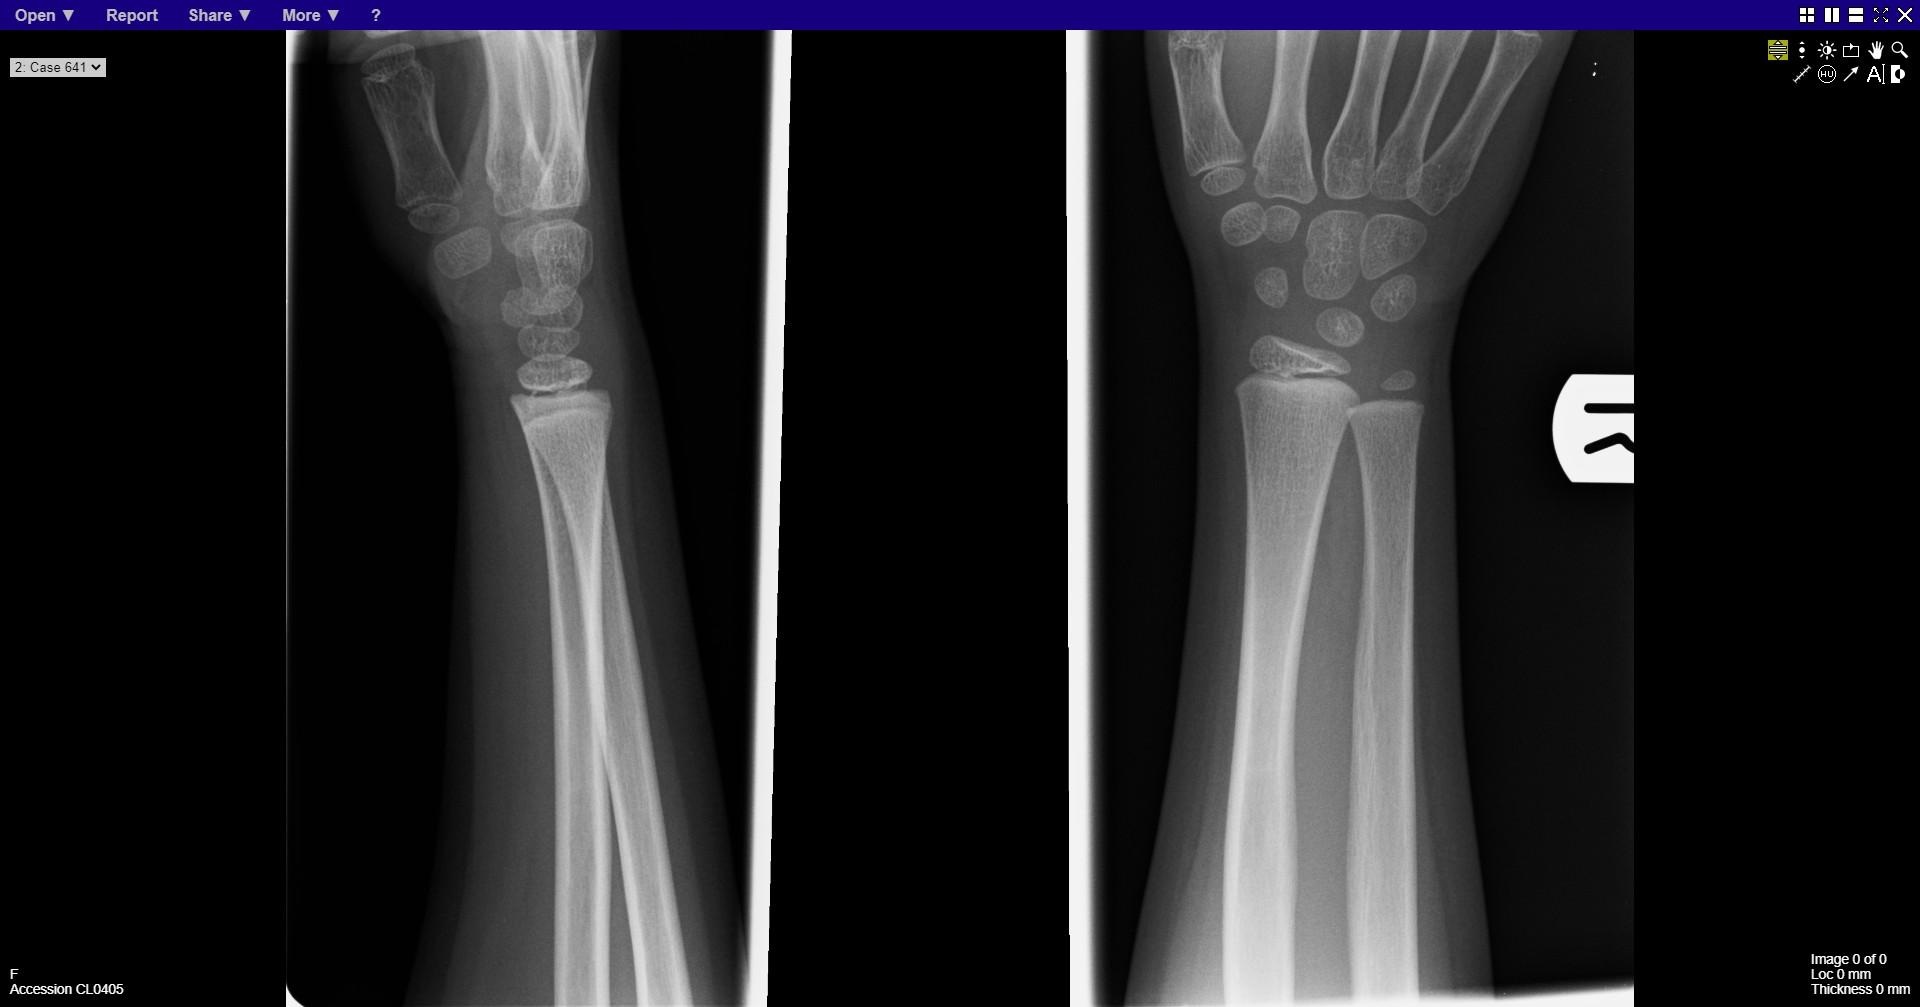 Open ▼ Report Share ▼ More ▼ ?
2: Case 641
HU
A
F
Accession CL0405
Image 0 of 0
Loc 0 mm
Thickness 0 mm